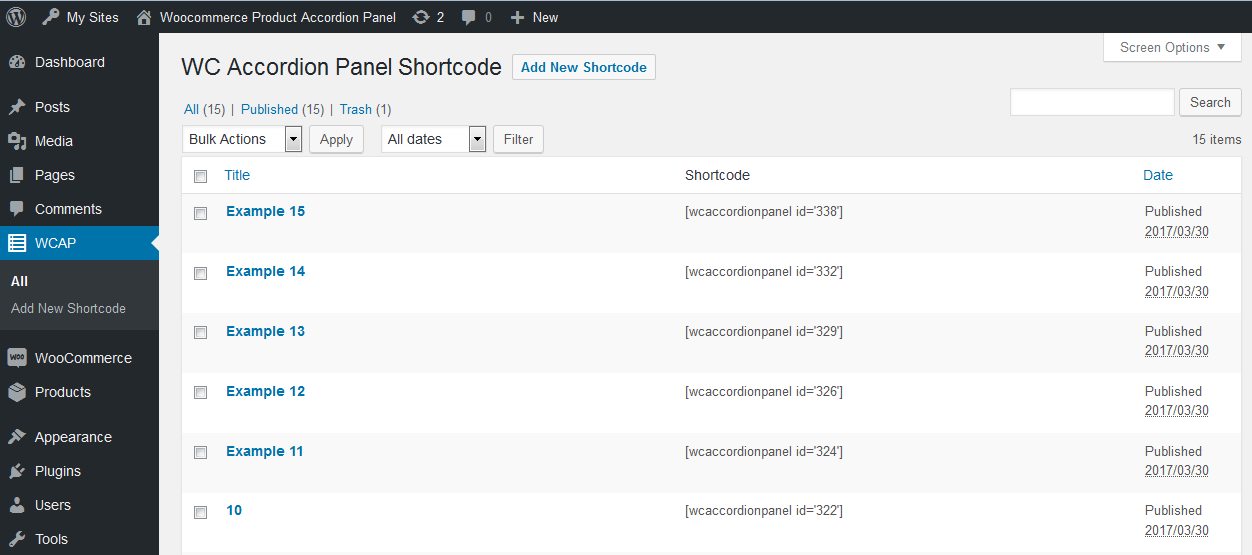 My Sites Woocommerce Product Accordion Panel 2 0 New
Screen Options
WC Accordion Panel Shortcode Add New Shortcode
All (15) | Published (15) | Trash (1)
Search
Bulk Actions Apply All dates Filter
15 items
Dashboard
Posts
Media
Pages
Comments
WCAP
All
Add New Shortcode
WOO WooCommerce
Products
Appearance
Plugins
Users
Tools
Title Shortcode Date
Example 15 [wcaccordionpanel id='338'] Published
2017/03/30
Example 14 [wcaccordionpanel id='332'] Published
2017/03/30
Example 13 [wcaccordionpanel id='329'] Published
2017/03/30
Example 12 [wcaccordionpanel id='326'] Published
2017/03/30
Example 11 [wcaccordionpanel id='324'] Published
2017/03/30
10 [wcaccordionpanel id='322'] Published
2017/03/30